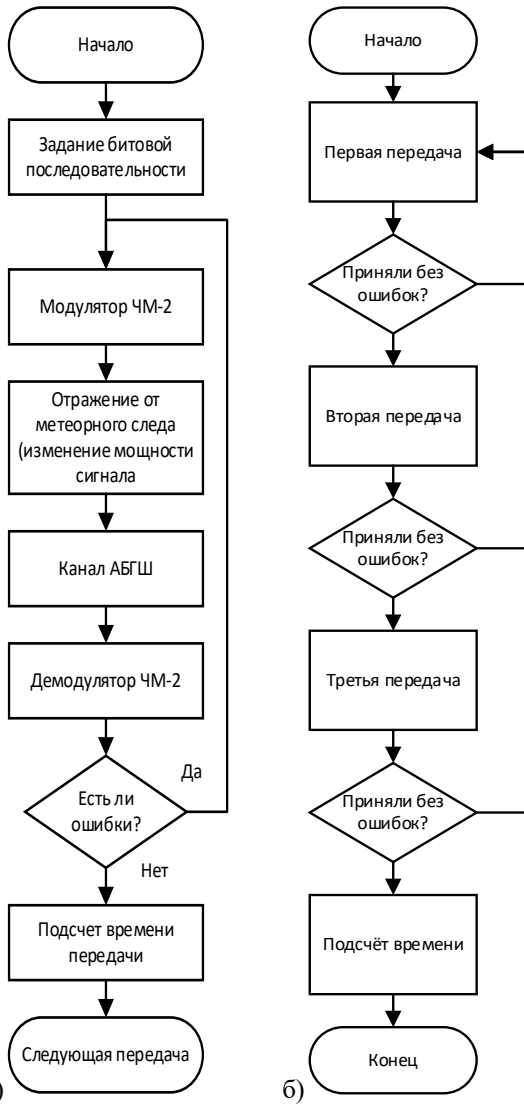 Начало
Задание битовой
последовательности
Модулятор ЧМ-2
Отражение от
метеорного следа
(изменение мощности
сигнала
Канал АБГШ
Демодулятор ЧМ-2
Есть ли
ошибки?
Да
Нет
Подсчет времени
передачи
Следующая передача
)
Начало
Первая передача
Приняли без
ошибок?
Вторая передача
Приняли без
ошибок?
Третья передача
Приняли без
ошибок?
Подсчёт времени
Конец
б)